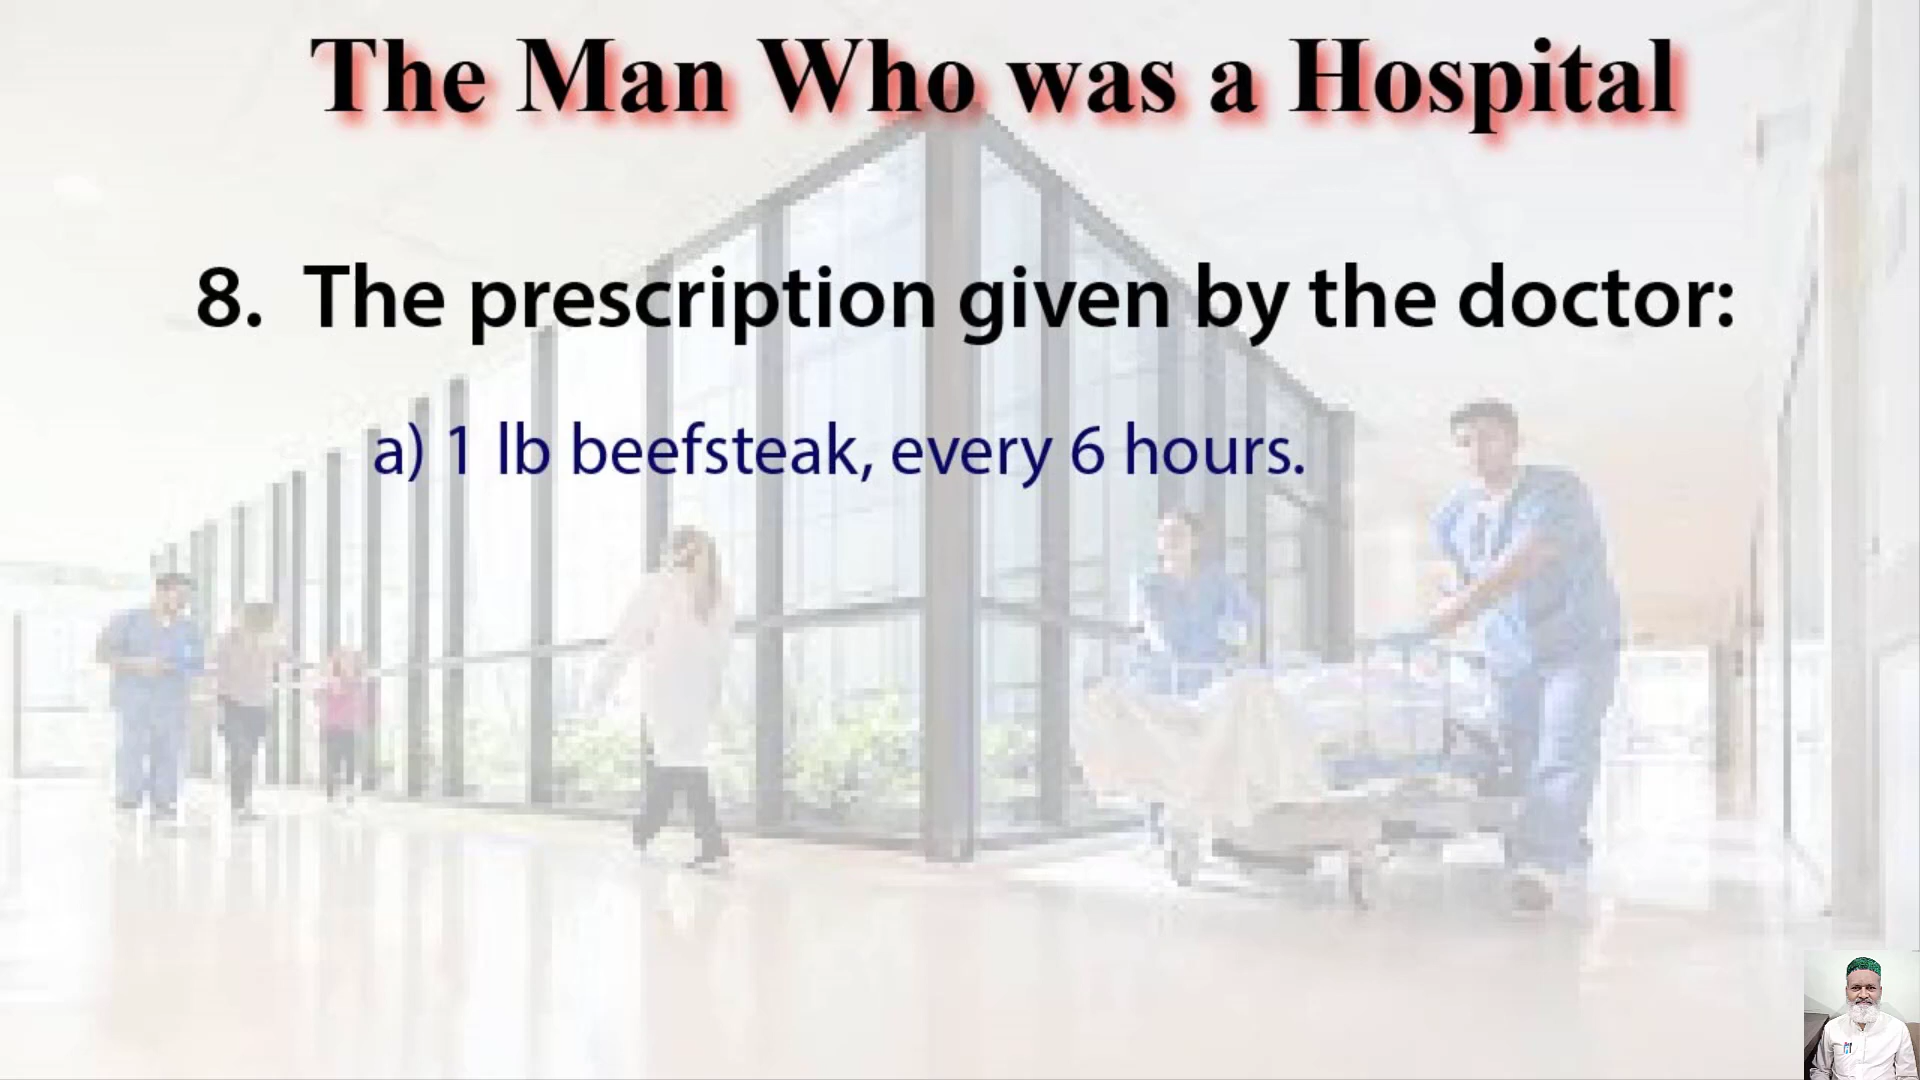 The Man Who was a Hospital
8. The prescription given by the doctor:
a) 1 lb beefsteak, every 6 hours.